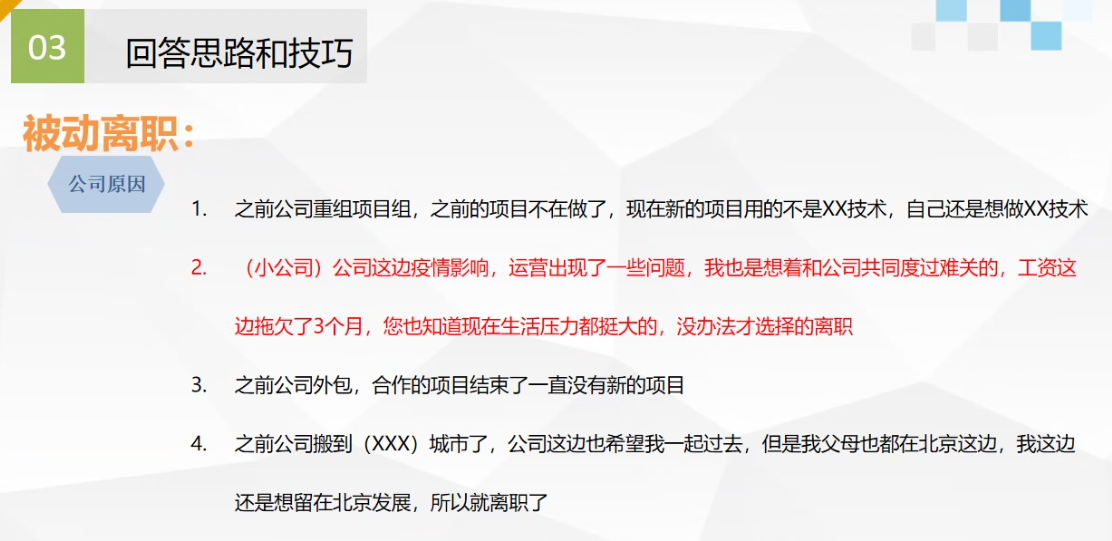 03
回答思路和技巧
被动离职：
公司原因
1. 之前公司重组项目组，之前的项目不在做了，现在新的项目用的不是XX技术，自己还是想做XX技术
2. （小公司）公司这边疫情影响，运营出现了一些问题，我也是想着和公司共同度过难关的，工资这
边拖欠了3个月，您也知道现在生活压力都挺大的，没办法才选择的离职
3. 之前公司外包，合作的项目结束了一直没有新的项目
4. 之前公司搬到（XXX）城市了，公司这边也希望我一起过去，但是我父母也都在北京这边，我这边
还是想留在北京发展，所以就离职了